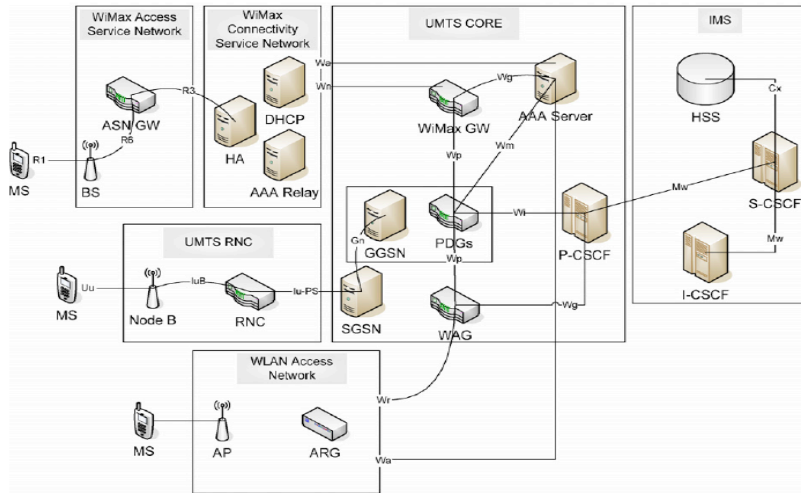 WiMax Access
Service Network
WiMax
Connectivity
Service Network
UMTS CORE
IMS
R3
ASN GW
R6
R1
MS
BS
DHCP
HA
AAA Relay
Wa
Wn
Wg
WiMax GW
AAA Server
Wp
Wm
HSS
Cx
S-CSCF
Mw
Mw
I-CSCF
GGSN
Gn
PDGs
Wi
P-CSCF
Wp
UMTS RNC
Uu
MS
Node B
IuB
RNC
Iu-PS
SGSN
WAG
Wg
WLAN Access
Network
Wr
MS
AP
ARG
Wa